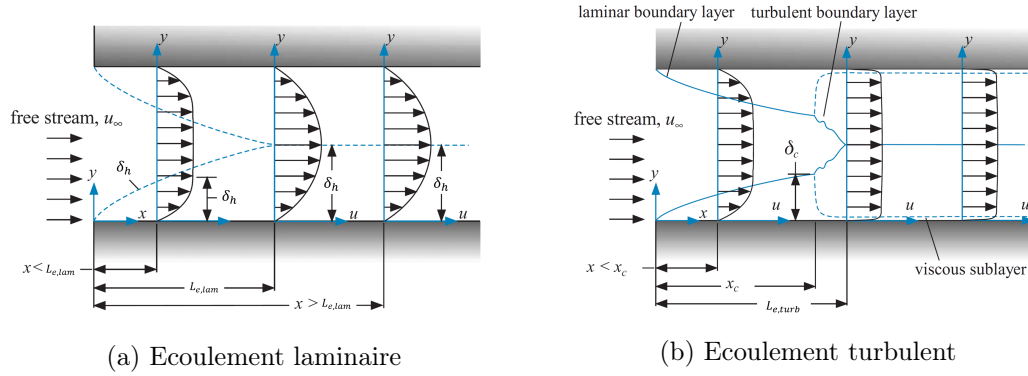 y
y
y
free stream, u∞
δh
y
x
δh
δh
u
δh
u
x < Le,lam
Le,lam
x > Le,lam
(a) Ecoulement laminaire
laminar boundary layer
turbulent boundary layer
y
y
y
free stream, u∞
δc
y
x
u
u
u
x < xc
xc
viscous sublayer
Le,turb
(b) Ecoulement turbulent